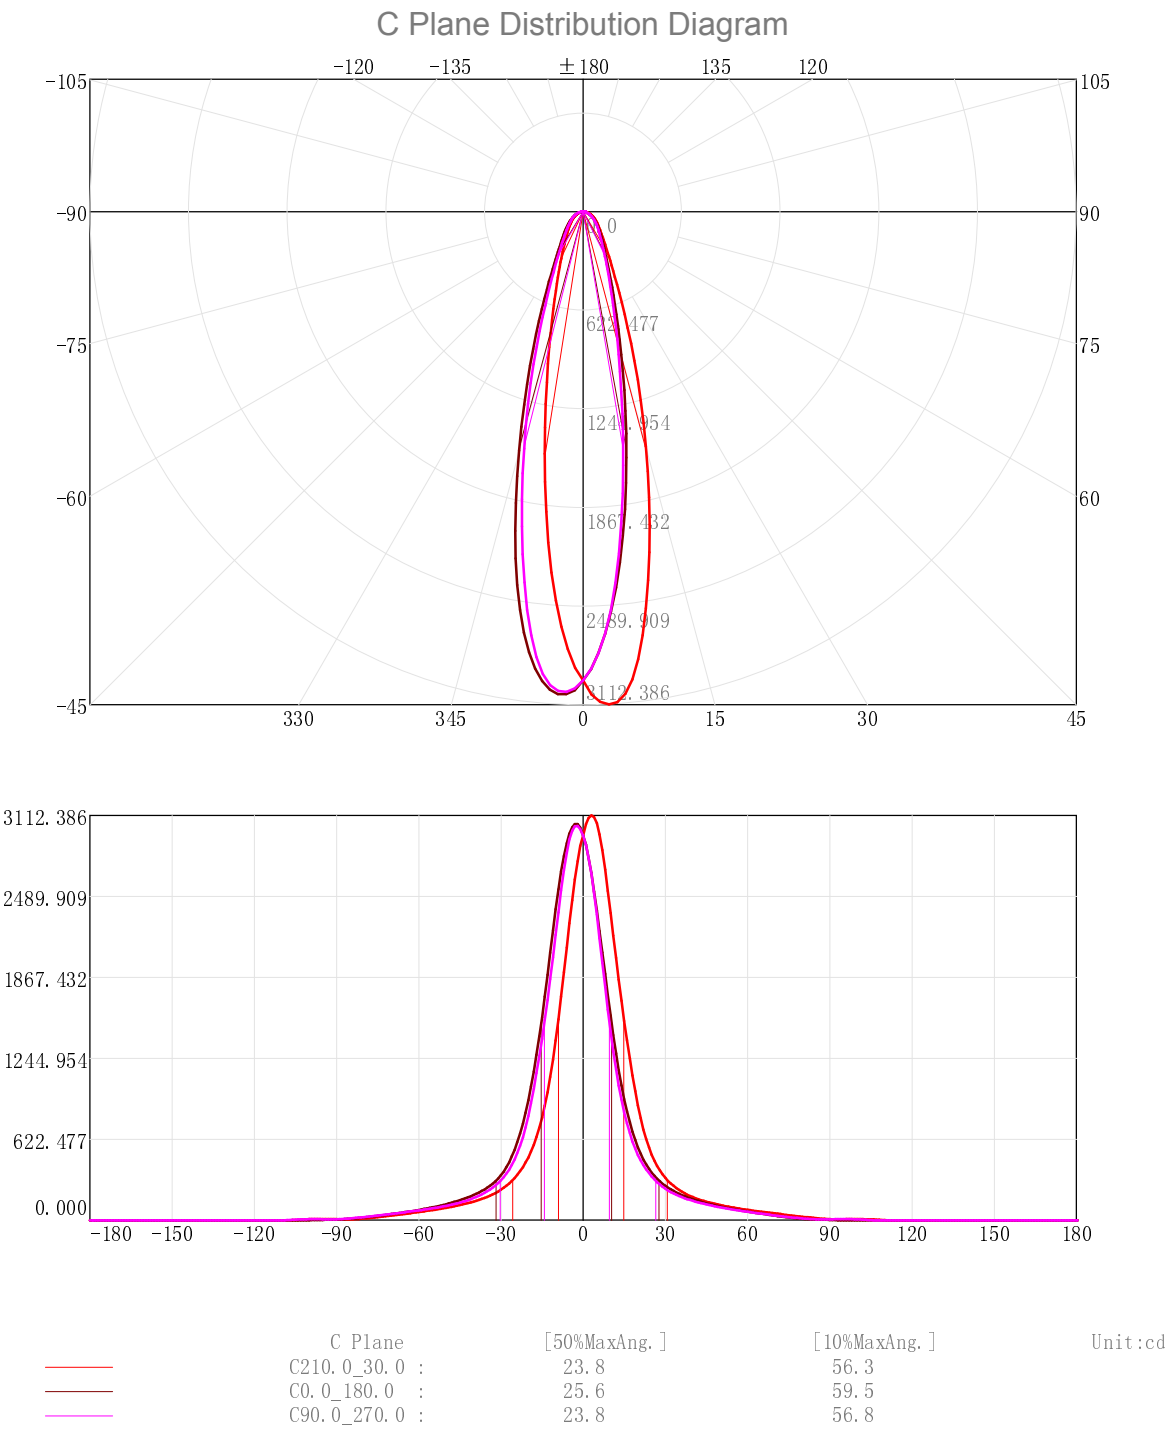 C Plane Distribution Diagram
-120 -135 ±180 135 120
-105 105
-90 90
0
622.477
-75 75
1244.954
-60 60
1867.432
2489.909
3112.386
-45
330 345 0 15 30 45
3112.386
2489.909
1867.432
1244.954
622.477
0.000
-180 -150 -120 -90 -60 -30 0 30 60 90 120 150 180
C Plane [50%MaxAng.] [10%MaxAng.] Unit:cd
C210.0_30.0 : 23.8 56.3
C0.0_180.0 : 25.6 59.5
C90.0_270.0 : 23.8 56.8